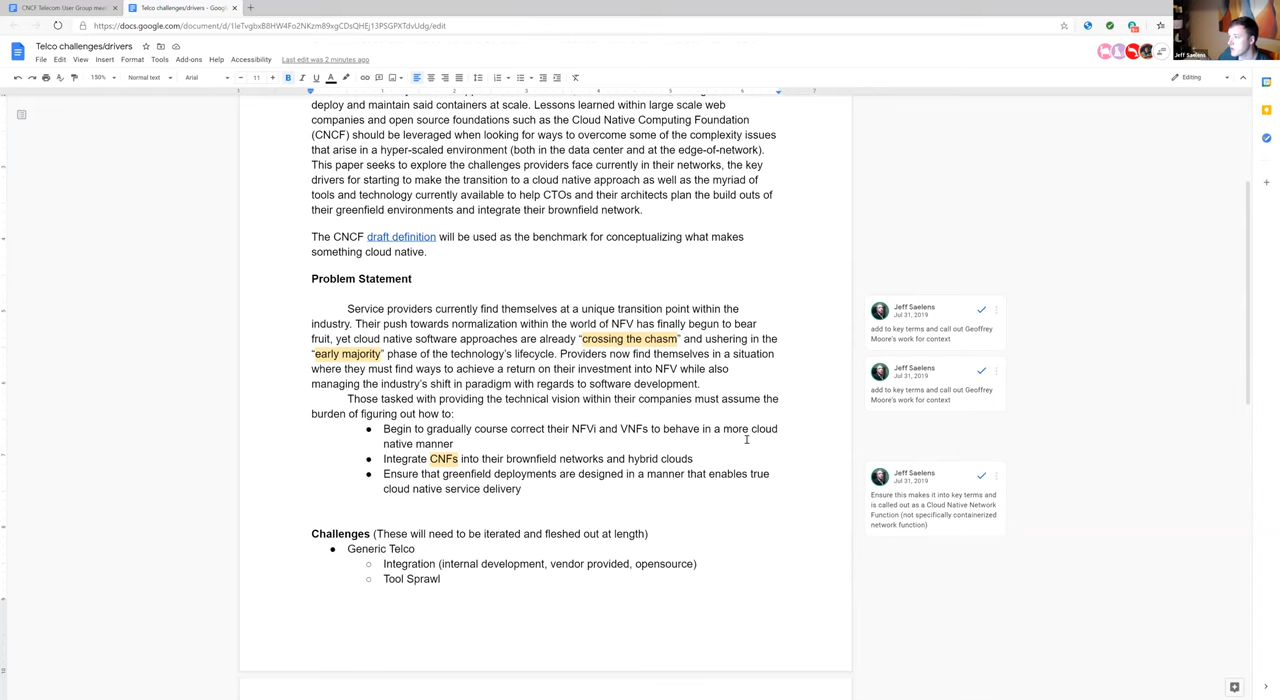 CNCF Telecom User Group meeti
Telco challenges/drivers - Goog
https://docs.google.com/document/d/1leTvgbxB8HW4Fo2NKzm89xgCDsQHEj13PSGPXTdvUdg/edit
Telco challenges/drivers
File Edit View Insert Format Tools Add-ons Help Accessibility Last edit was 2 minutes ago
150% Normal text Arial 11 Editing
Jeff Saelens
deploy and maintain said containers at scale. Lessons learned within large scale web
companies and open source foundations such as the Cloud Native Computing Foundation
(CNCF) should be leveraged when looking for ways to overcome some of the complexity issues
that arise in a hyper-scaled environment (both in the data center and at the edge-of-network).
This paper seeks to explore the challenges providers face currently in their networks, the key
drivers for starting to make the transition to a cloud native approach as well as the myriad of
tools and technology currently available to help CTOs and their architects plan the build outs of
their greenfield environments and integrate their brownfield network.
The CNCF draft definition will be used as the benchmark for conceptualizing what makes
something cloud native.
Problem Statement
Service providers currently find themselves at a unique transition point within the
industry. Their push towards normalization within the world of NFV has finally begun to bear
fruit, yet cloud native software approaches are already “crossing the chasm” and ushering in the
“early majority” phase of the technology’s lifecycle. Providers now find themselves in a situation
where they must find ways to achieve a return on their investment into NFV while also
managing the industry’s shift in paradigm with regards to software development.
Those tasked with providing the technical vision within their companies must assume the
burden of figuring out how to:
● Begin to gradually course correct their NFVi and VNFs to behave in a more cloud
native manner
● Integrate CNFs into their brownfield networks and hybrid clouds
● Ensure that greenfield deployments are designed in a manner that enables true
cloud native service delivery
Challenges (These will need to be iterated and fleshed out at length)
● Generic Telco
○ Integration (internal development, vendor provided, opensource)
○ Tool Sprawl
Jeff Saelens
Jul 31, 2019
add to key terms and call out Geoffrey
Moore's work for context
Jeff Saelens
Jul 31, 2019
add to key terms and call out Geoffrey
Moore's work for context
Jeff Saelens
Jul 31, 2019
Ensure this makes it into key terms and
is called out as a Cloud Native Network
Function (not specifically containerized
network function)